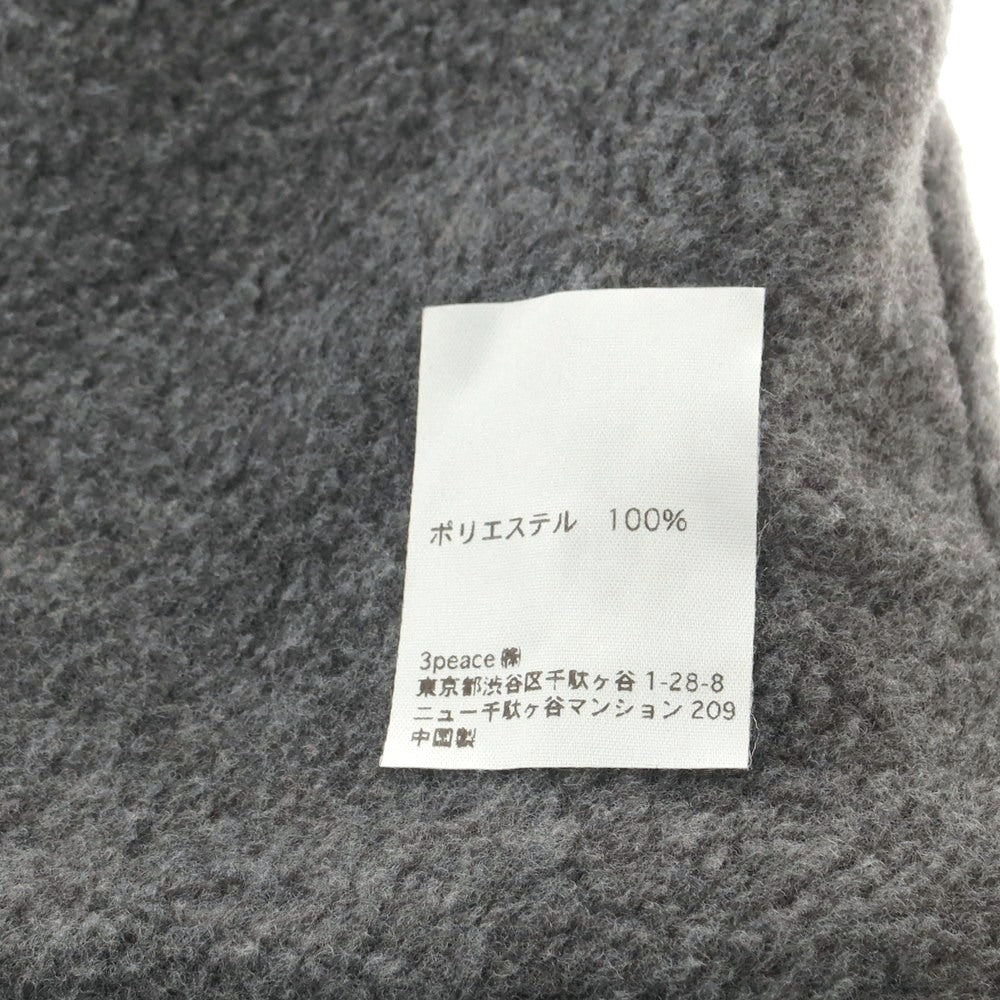 ポリエステル 100%
3peace㈱
東京都渋谷区千駄ヶ谷 1-28-8
ニュー千駄ヶ谷マンション 209
中国製